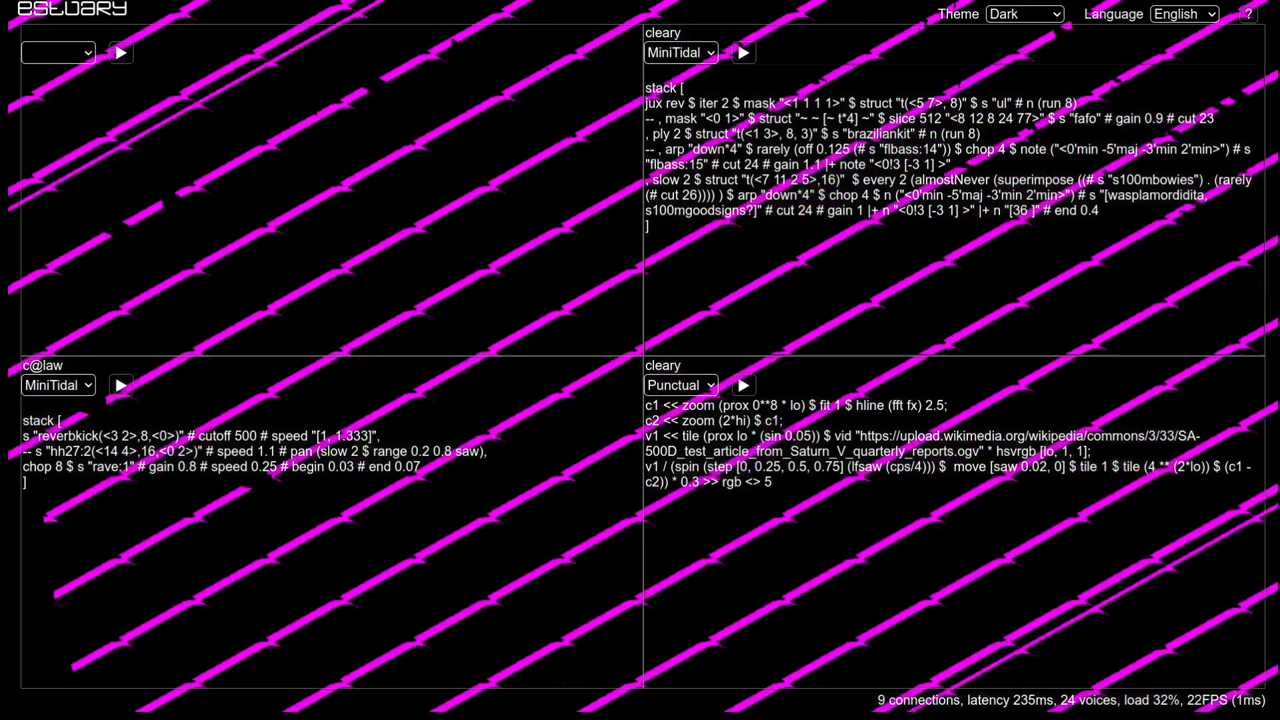 estuary
Theme Dark Language English ?
cleary
MiniTidal
stack [
jux rev $ iter 2 $ mask "<1 1 1 1>" $ struct "t(<5 7>, 8)" $ s "ul" # n (run 8)
-- , mask "<0 1>" $ struct "~ ~ [~ t*4] ~" $ slice 512 "<8 12 8 24 77>" $ s "fafo" # gain 0.9 # cut 23
, ply 2 $ struct "t(<1 3>, 8, 3)" $ s "braziliankit" # n (run 8)
-- , arp "down*4" $ rarely (off 0.125 (# s "flbass:14")) $ chop 4 $ note ("<0'min -5'maj -3'min 2'min>") # s
"flbass:15" # cut 24 # gain 1.1 |+ note "<0!3 [-3 1] >"
, slow 2 $ struct "t(<7 11 2 5>,16)"  $ every 2 (almostNever (superimpose ((# s "s100mbowies") . (rarely
(# cut 26)))) ) $ arp "down*4" $ chop 4 $ n ("<0'min -5'maj -3'min 2'min>") # s "[wasplamordidita,
s100mgoodsigns?]" # cut 24 # gain 1 |+ n "<0!3 [-3 1] >" |+ n "[36 ]" # end 0.4
]
c@law
MiniTidal
stack [
s "reverbkick(<3 2>,8,<0>)" # cutoff 500 # speed "[1, 1.333]",
-- s "hh27:2(<14 4>,16,<0 2>)" # speed 1.1 # pan (slow 2 $ range 0.2 0.8 saw),
chop 8 $ s "rave:1" # gain 0.8 # speed 0.25 # begin 0.03 # end 0.07
]
cleary
Punctual
c1 << zoom (prox 0**8 * lo) $ fit 1 $ hline (fft fx) 2.5;
c2 << zoom (2*hi) $ c1;
v1 << tile (prox lo * (sin 0.05)) $ vid "https://upload.wikimedia.org/wikipedia/commons/3/33/SA-
500D_test_article_from_Saturn_V_quarterly_reports.ogv" * hsvrgb [lo, 1, 1];
v1 / (spin (step [0, 0.25, 0.5, 0.75] (lfsaw (cps/4))) $  move [saw 0.02, 0] $ tile 1 $ tile (4 ** (2*lo)) $ (c1 -
c2)) * 0.3 >> rgb <> 5
9 connections, latency 235ms, 24 voices, load 32%, 22FPS (1ms)